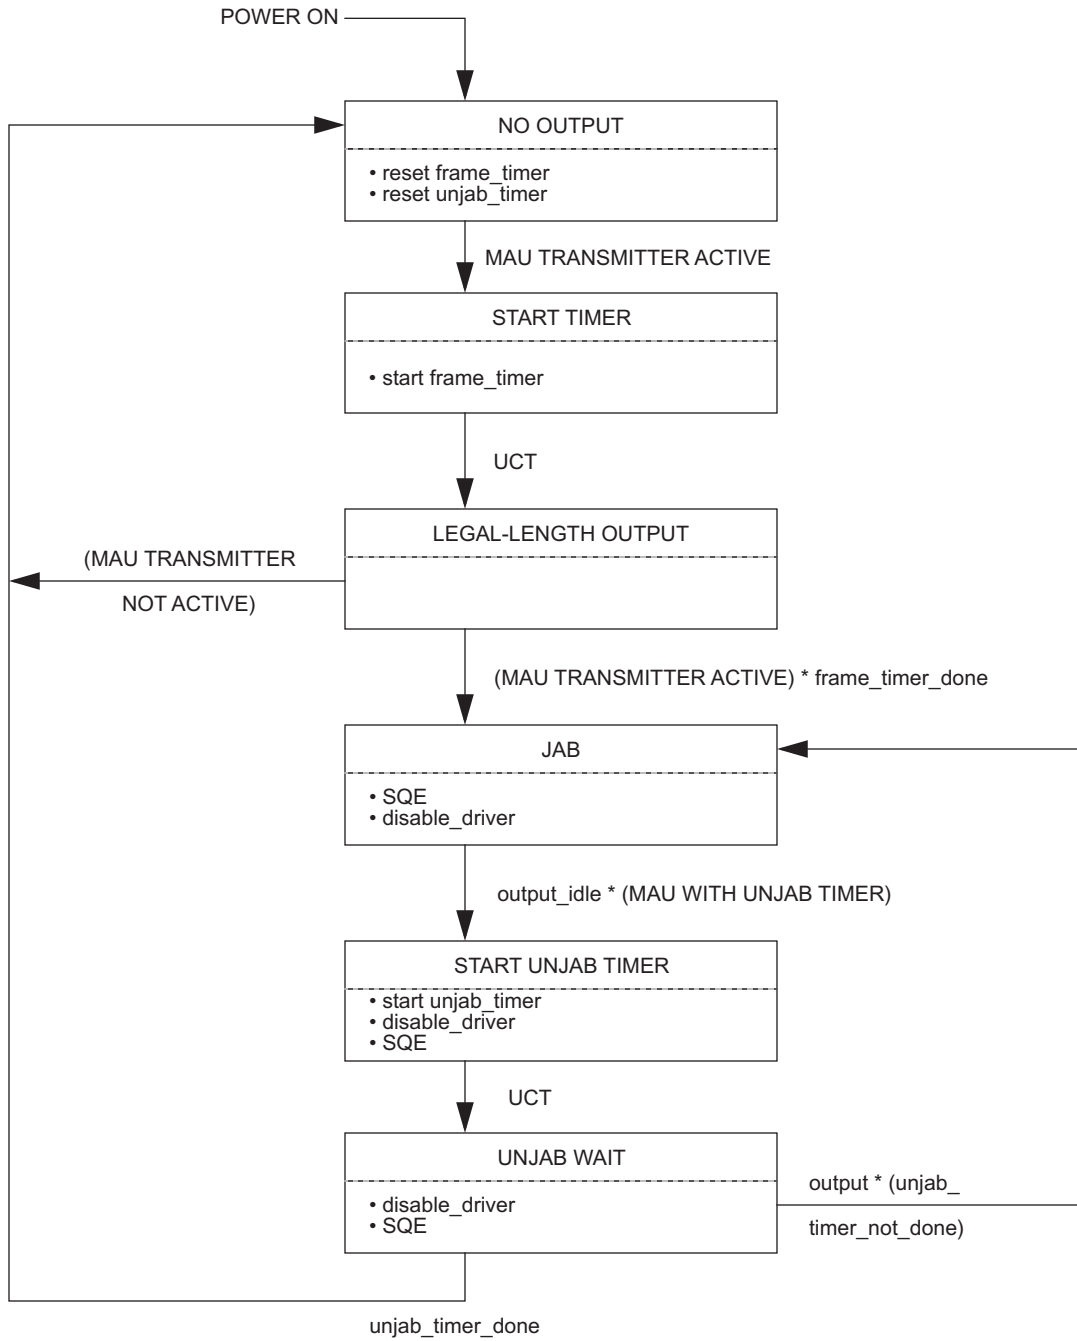 POWER ON
NO OUTPUT
• reset frame_timer
• reset unjab_timer
MAU TRANSMITTER ACTIVE
START TIMER
• start frame_timer
UCT
LEGAL-LENGTH OUTPUT
(MAU TRANSMITTER
NOT ACTIVE)
(MAU TRANSMITTER ACTIVE) * frame_timer_done
JAB
• SQE
• disable_driver
output_idle * (MAU WITH UNJAB TIMER)
START UNJAB TIMER
• start unjab_timer
• disable_driver
• SQE
UCT
UNJAB WAIT
• disable_driver
• SQE
output * (unjab_
timer_not_done)
unjab_timer_done